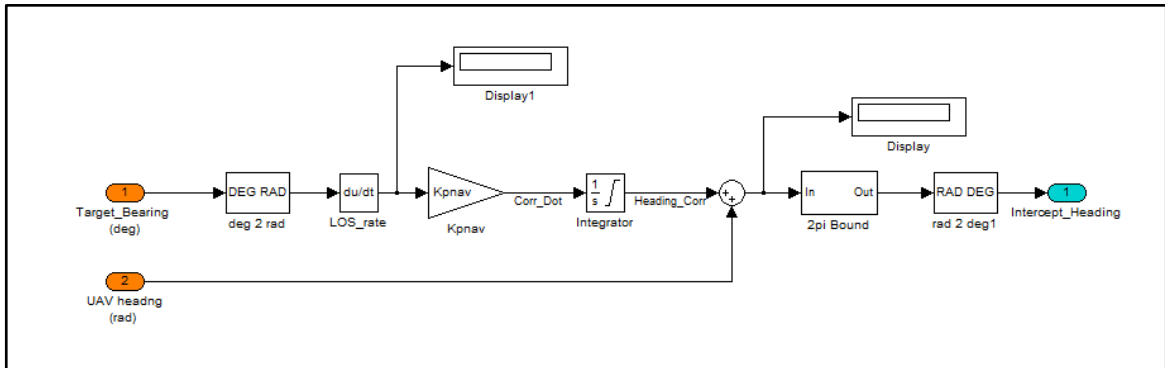 Display1
Display
1
DEG RAD
du/dt
Kpnav
1
s
+
+
In
Out
RAD DEG
1
Target_Bearing
(deg)
deg 2 rad
LOS_rate
Kpnav
Corr_Dot
Integrator
Heading_Corr
2pi Bound
rad 2 deg1
Intercept_Heading
2
UAV headng
(rad)